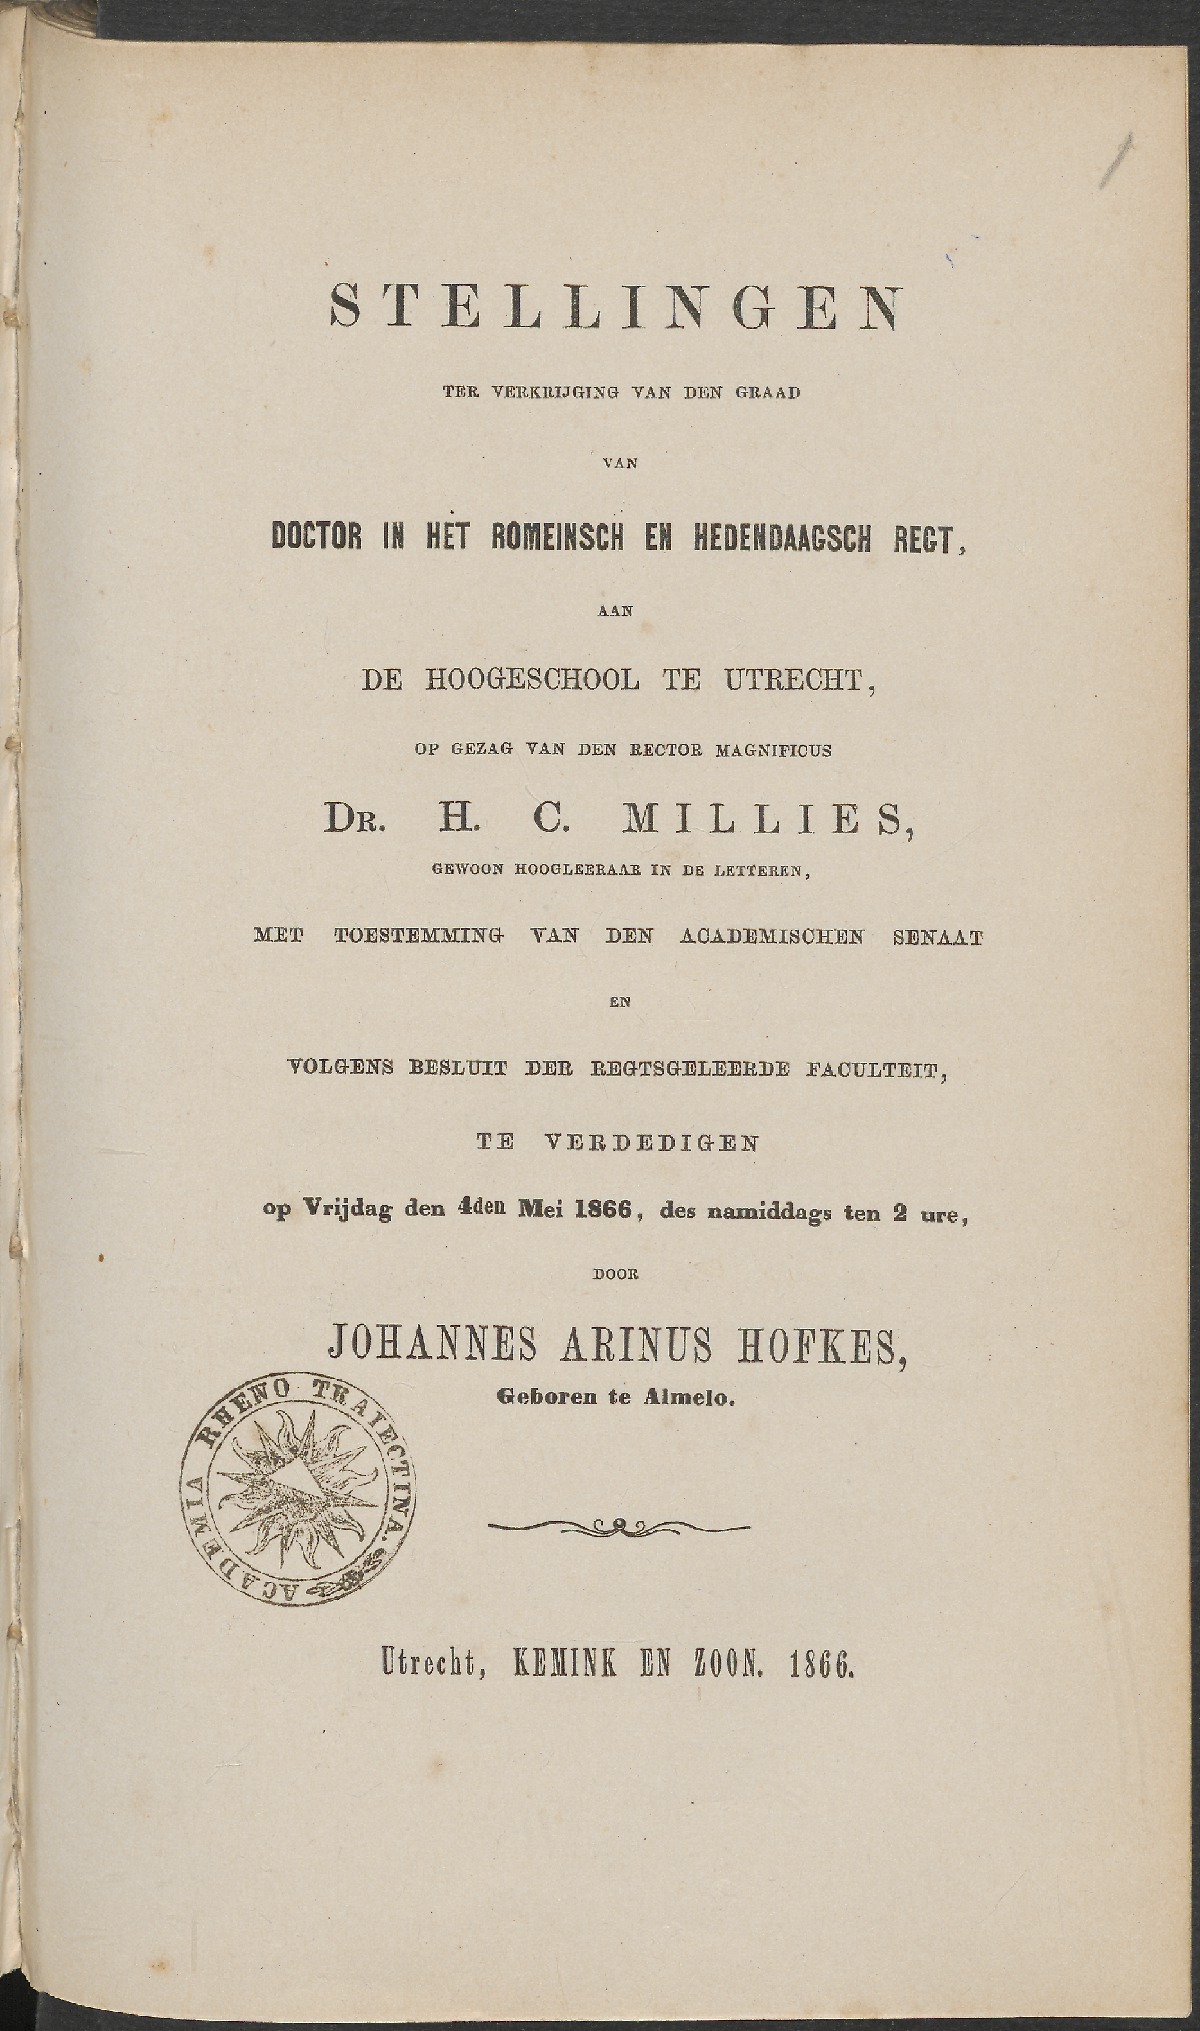 STELLINGEN
TER VERKRIJGING VAN DEN GRAAD
VAN
DOCTOR IN HET ROMEINSCH EN HEDENDAAGSCH REGT,
AAN
DE HOOGESCHOOL TE UTRECHT,
OP GEZAG VAN DEN RECTOR MAGNIFICUS
DR. H. C. MILLIES,
GEWOON HOOGLEERAAR IN DE LETTEREN,
MET TOESTEMMING VAN DEN ACADEMISCHEN SENAAT
EN
VOLGENS BESLUIT DER REGTSGELEERDE FACULTEIT,
TE VERDEDIGEN
op Vrijdag den 4den Mei 1866, des namiddags ten 2 ure,
DOOR
JOHANNES ARINUS HOFKES,
Geboren te Almelo.
ACADEMIA RHENO TRAIECTINA.
Utrecht, KEMINK EN ZOON. 1866.